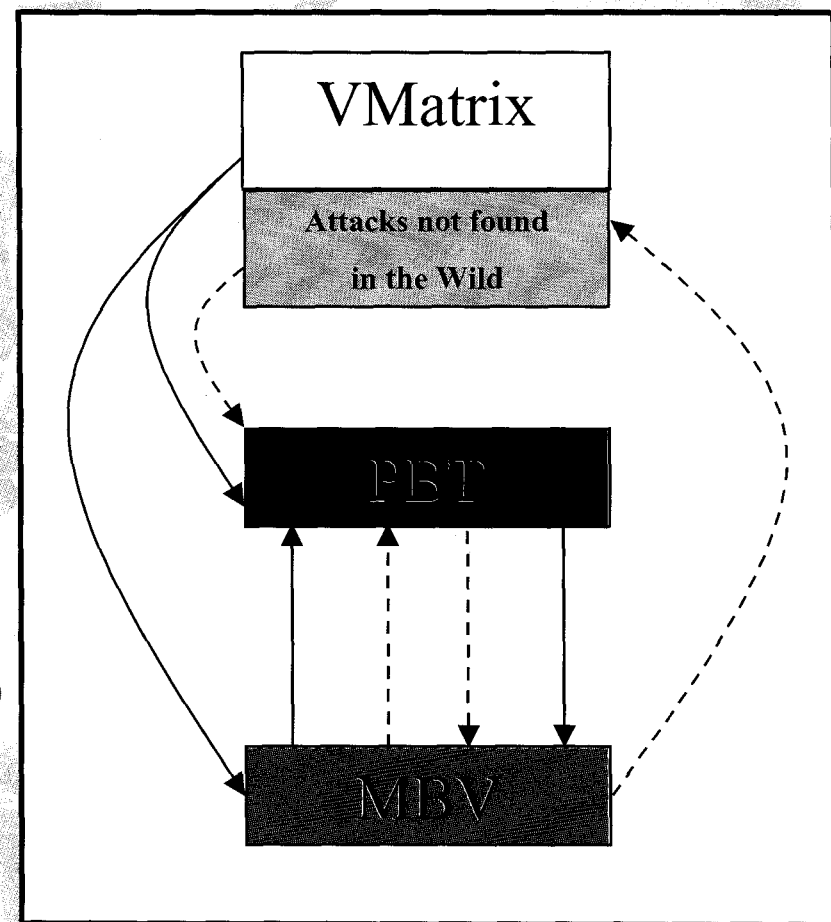 VMatrix
Attacks not found
in the Wild
PBT
MBV